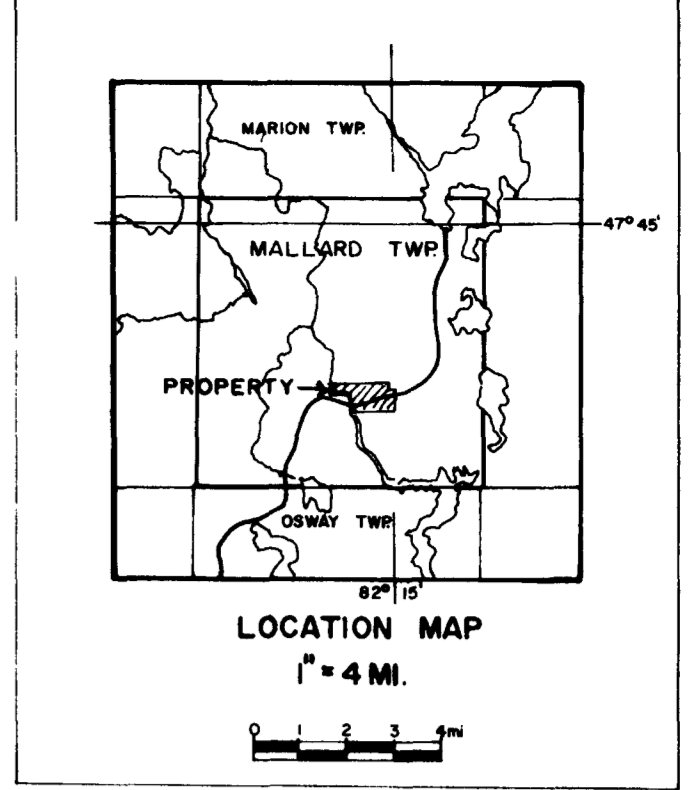 MARION TWP.
47° 45'
MALLARD TWP.
PROPERTY
OSWAY TWP.
82° 15'
LOCATION MAP
1" = 4 MI.
0 1 2 3 4mi